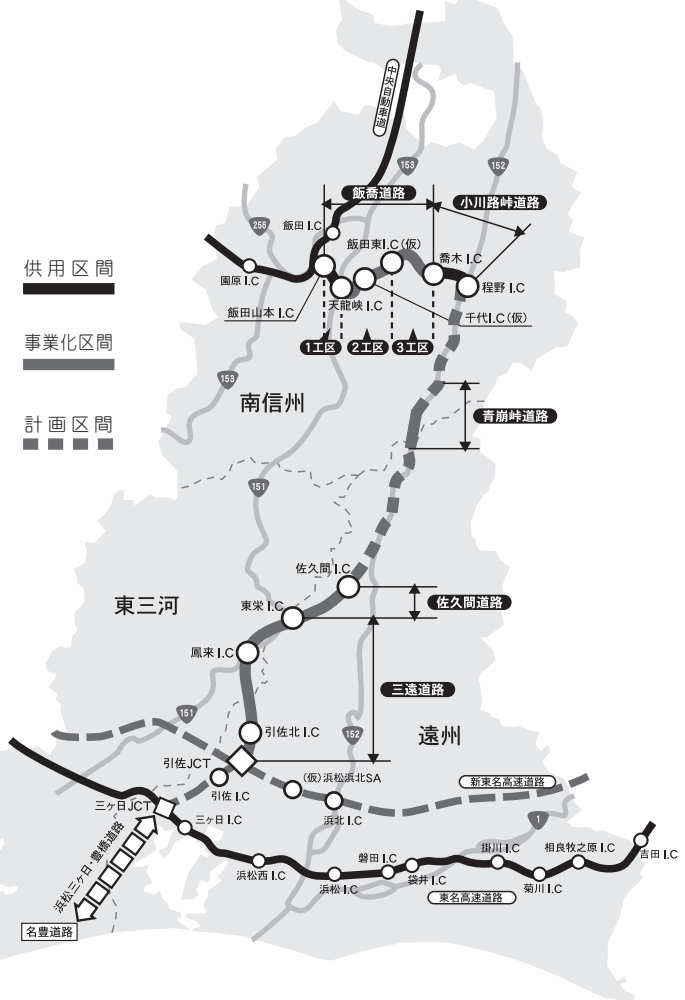 中央自動車道
153
152
飯喬道路
小川路峠道路
256
飯田 I.C
飯田東I.C(仮)
喬木 I.C
供用区間
園原 I.C
程野 I.C
飯田山本 I.C
天龍峡 I.C
千代I.C(仮)
事業化区間
1工区
2工区
3工区
153
南信州
計画区間
青崩峠道路
151
佐久間 I.C
東三河
東栄 I.C
佐久間道路
鳳来 I.C
三遠道路
151
引佐北 I.C
152
遠州
引佐JCT
(仮)浜松浜北SA
新東名高速道路
引佐 I.C
浜北 I.C
三ヶ日JCT
三ヶ日 I.C
1
浜松三ヶ日・豊橋道路
浜松西 I.C
浜松 I.C
磐田 I.C
袋井 I.C
掛川 I.C
菊川 I.C
相良牧之原 I.C
吉田 I.C
東名高速道路
名豊道路